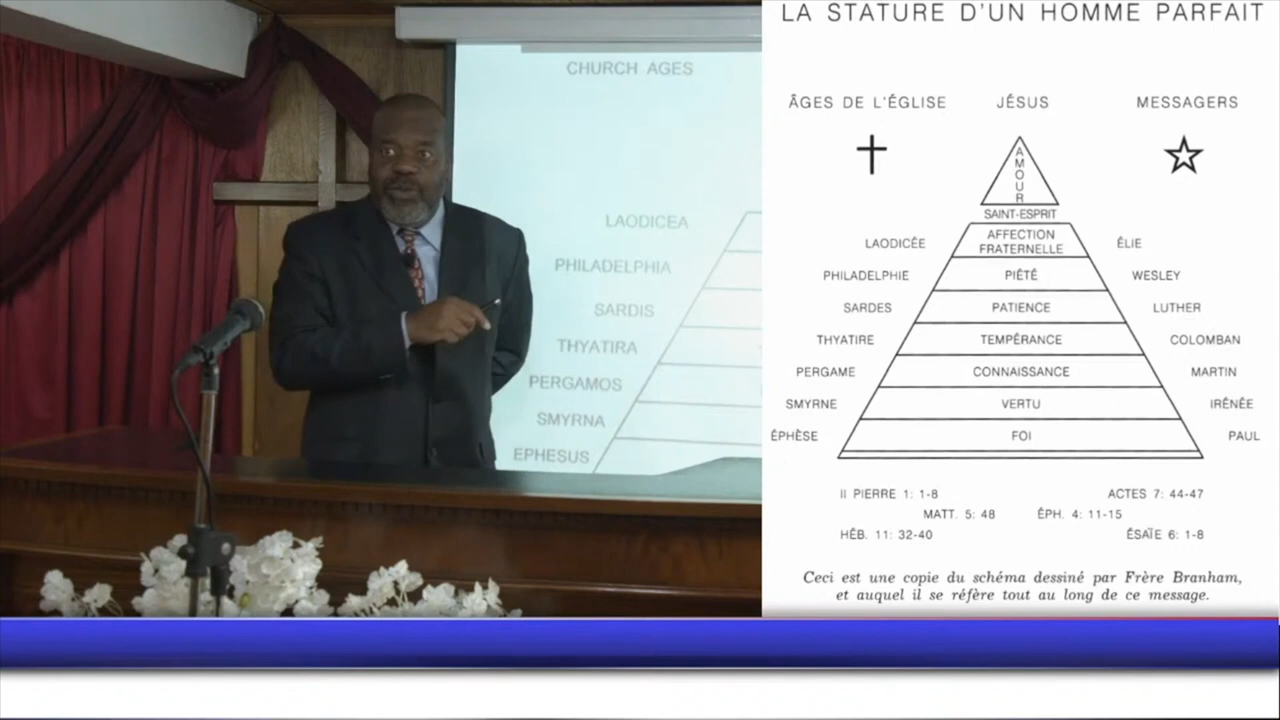 CHURCH AGES
LAODICEA
PHILADELPHIA
SARDIS
THYATIRA
PERGAMOS
SMYRNA
EPHESUS
LA STATURE D'UN HOMME PARFAIT
ÂGES DE L'ÉGLISE JÉSUS MESSAGERS
AMOUR
SAINT-ESPRIT
LAODICÉE AFFECTION FRATERNELLE ÉLIE
PHILADELPHIE PIÉTÉ WESLEY
SARDES PATIENCE LUTHER
THYATIRE TEMPÉRANCE COLOMBAN
PERGAME CONNAISSANCE MARTIN
SMYRNE VERTU IRÉNÉE
ÉPHÈSE FOI PAUL
II PIERRE 1: 1-8 ACTES 7: 44-47
MATT. 5: 48 ÉPH. 4: 11-15
HÉB. 11: 32-40 ÉSAÏE 6: 1-8
Ceci est une copie du schéma dessiné par Frère Branham,
et auquel il se réfère tout au long de ce message.